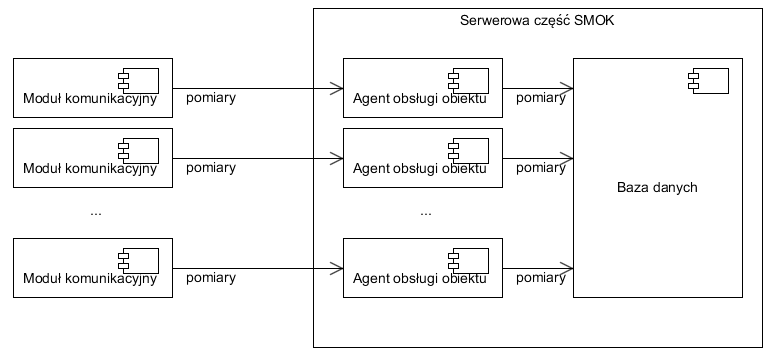 Serwerowa część SMOK
Moduł komunikacyjny
pomiary
Agent obsługi obiektu
pomiary
Moduł komunikacyjny
pomiary
Agent obsługi obiektu
pomiary
Baza danych
...
...
Moduł komunikacyjny
pomiary
Agent obsługi obiektu
pomiary